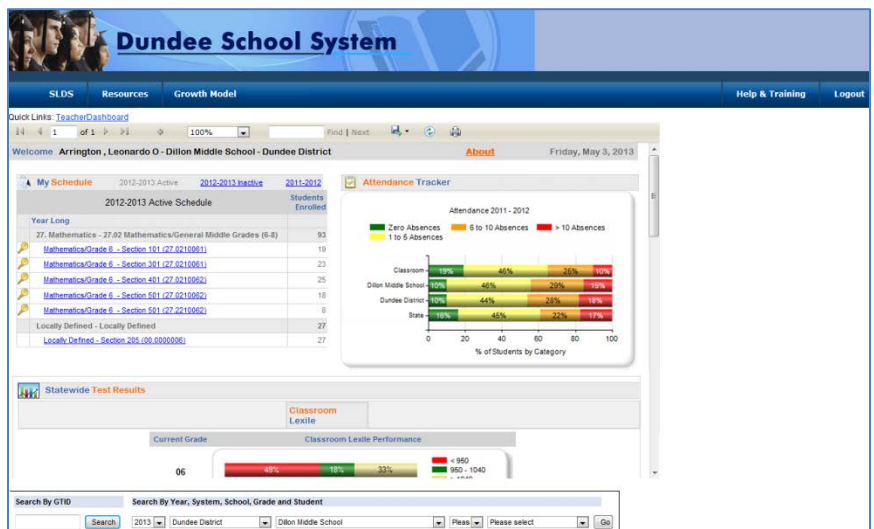 Dundee School System
SLDS Resources Growth Model Help & Training Logout
Quick Links: TeacherDashboard
1 of 1 100% Find | Next
Welcome Arrington , Leonardo O - Dillon Middle School - Dundee District About Friday, May 3, 2013
My Schedule 2012-2013 Active 2012-2013 Inactive 2011-2012
2012-2013 Active Schedule Students Enrolled
Year Long
27. Mathematics - 27.02 Mathematics/General Middle Grades (6-8) 93
Mathematics/Grade 6 - Section 101 (27.0210061) 19
Mathematics/Grade 6 - Section 301 (27.0210061) 23
Mathematics/Grade 6 - Section 401 (27.0210062) 25
Mathematics/Grade 6 - Section 501 (27.0210062) 18
Mathematics/Grade 6 - Section 501 (27.2210062) 8
Locally Defined - Locally Defined 27
Locally Defined - Section 205 (00.0000006) 27
Attendance Tracker
Attendance 2011 - 2012
Zero Absences 6 to 10 Absences > 10 Absences
1 to 5 Absences
Classroom 19% 46% 26% 10%
Dillon Middle School 10% 46% 29% 15%
Dundee District 10% 44% 28% 18%
State 16% 45% 22% 17%
0 20 40 60 80 100
% of Students by Category
Statewide Test Results
Classroom
Lexile
Current Grade Classroom Lexile Performance
06 49% 18% 33%
< 950
950 - 1040
Search By GTID Search By Year, System, School, Grade and Student
Search 2013 Dundee District Dillon Middle School Pleas Please select Go